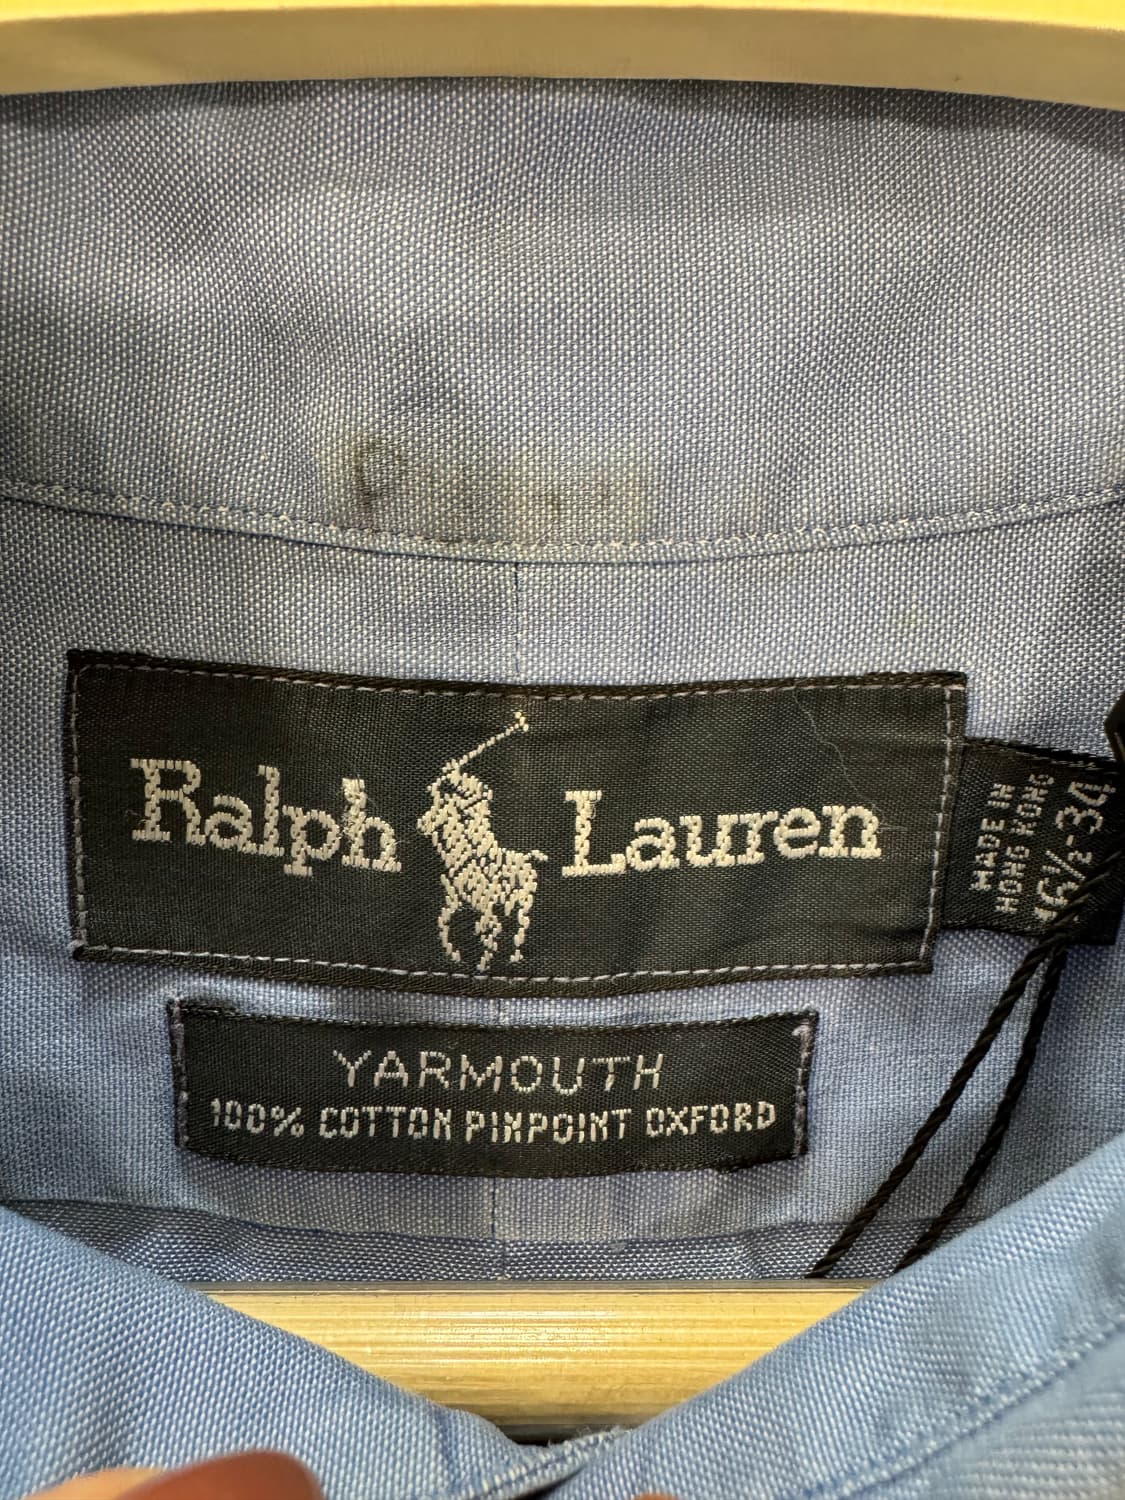 Ralph Lauren
MADE IN
HONG KONG
16½-34
YARMOUTH
100% COTTON PINPOINT OXFORD